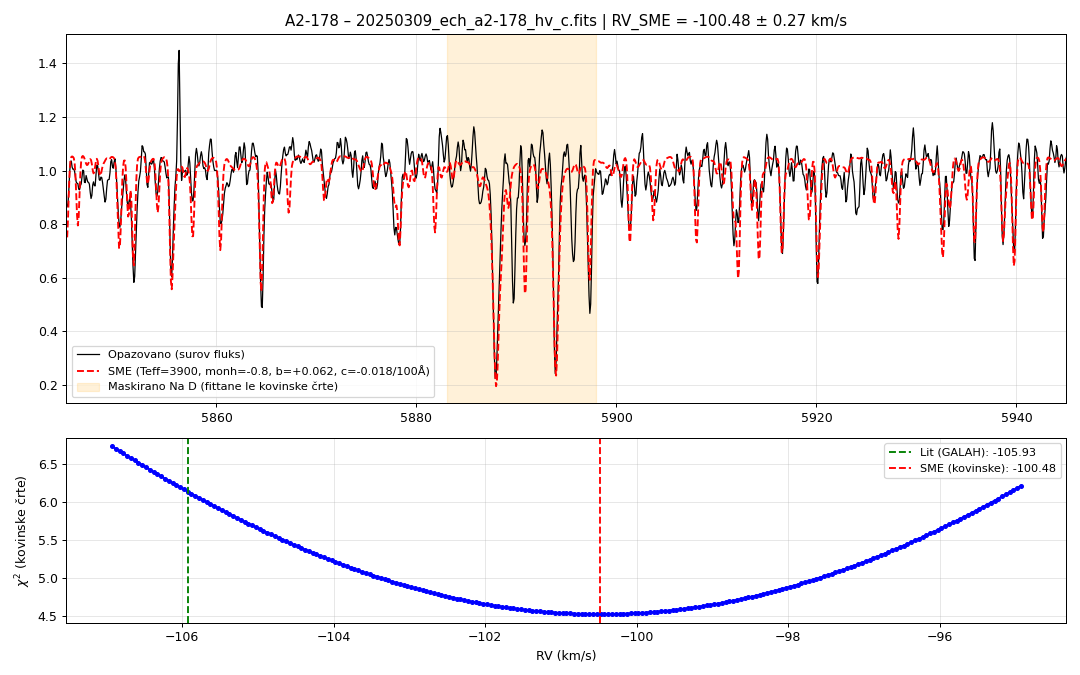 A2-178 – 20250309_ech_a2-178_hv_c.fits | RV_SME = -100.48 ± 0.27 km/s
1.4
1.2
1.0
0.8
0.6
0.4
0.2
Opazovano (surov fluks)
SME (Teff=3900, monh=-0.8, b=+0.062, c=-0.018/100Å)
Maskirano Na D (fittane le kovinske črte)
5860 5880 5900 5920 5940
χ² (kovinske črte)
6.5
6.0
5.5
5.0
4.5
Lit (GALAH): -105.93
SME (kovinske): -100.48
−106 −104 −102 −100 −98 −96
RV (km/s)